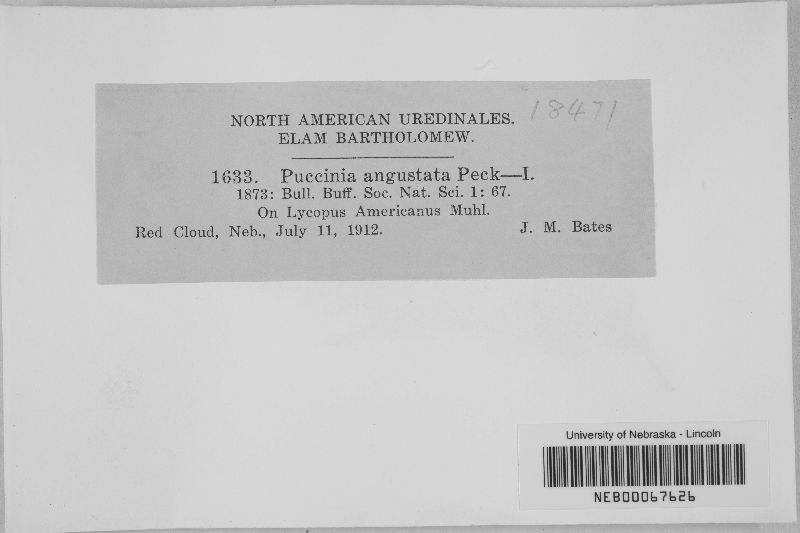 18471
NORTH AMERICAN UREDINALES.
ELAM BARTHOLOMEW.
1633. Puccinia angustata Peck—I.
1873: Bull. Buff. Soc. Nat. Sci. 1: 67.
On Lycopus Americanus Muhl.
Red Cloud, Neb., July 11, 1912. J. M. Bates
University of Nebraska - Lincoln
NEB00067626